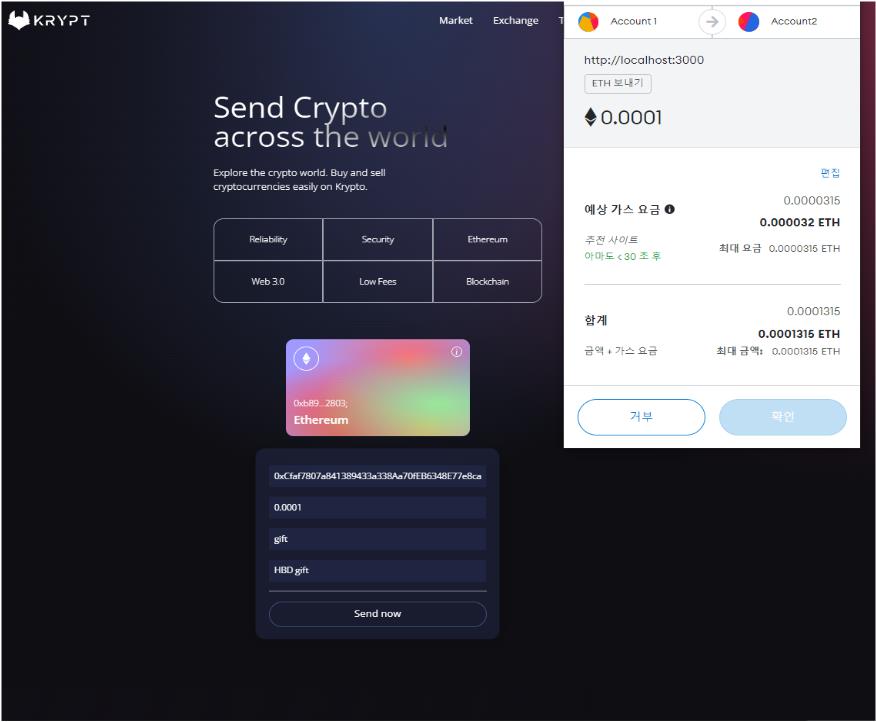 KRYPT
Market
Exchange
T
Send Crypto
across the world
Explore the crypto world. Buy and sell
cryptocurrencies easily on Krypto.
Reliability
Security
Ethereum
Web 3.0
Low Fees
Blockchain
0xb89...2803;
Ethereum
0xCfaf7807a841389433a338Aa70fEB6348E77e8ca
0.0001
gift
HBD gift
Send now
Account 1
Account2
http://localhost:3000
ETH 보내기
0.0001
편집
예상 가스 요금
0.0000315
0.000032 ETH
추천 사이트
아마도 < 30 초 후
최대 요금 0.0000315 ETH
합계
0.0001315
0.0001315 ETH
금액 + 가스 요금
최대 금액: 0.0001315 ETH
거부
확인